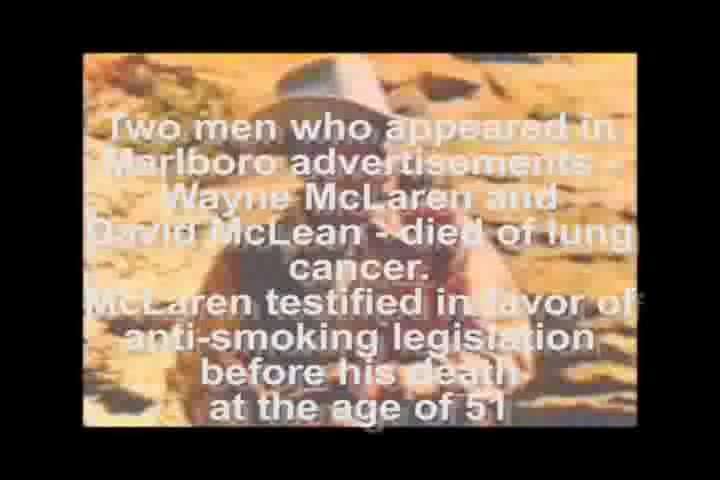 Two men who appeared in
Marlboro advertisements -
Wayne McLaren and
David McLean - died of lung
cancer.
McLaren testified in favor of
anti-smoking legislation
before his death
at the age of 51